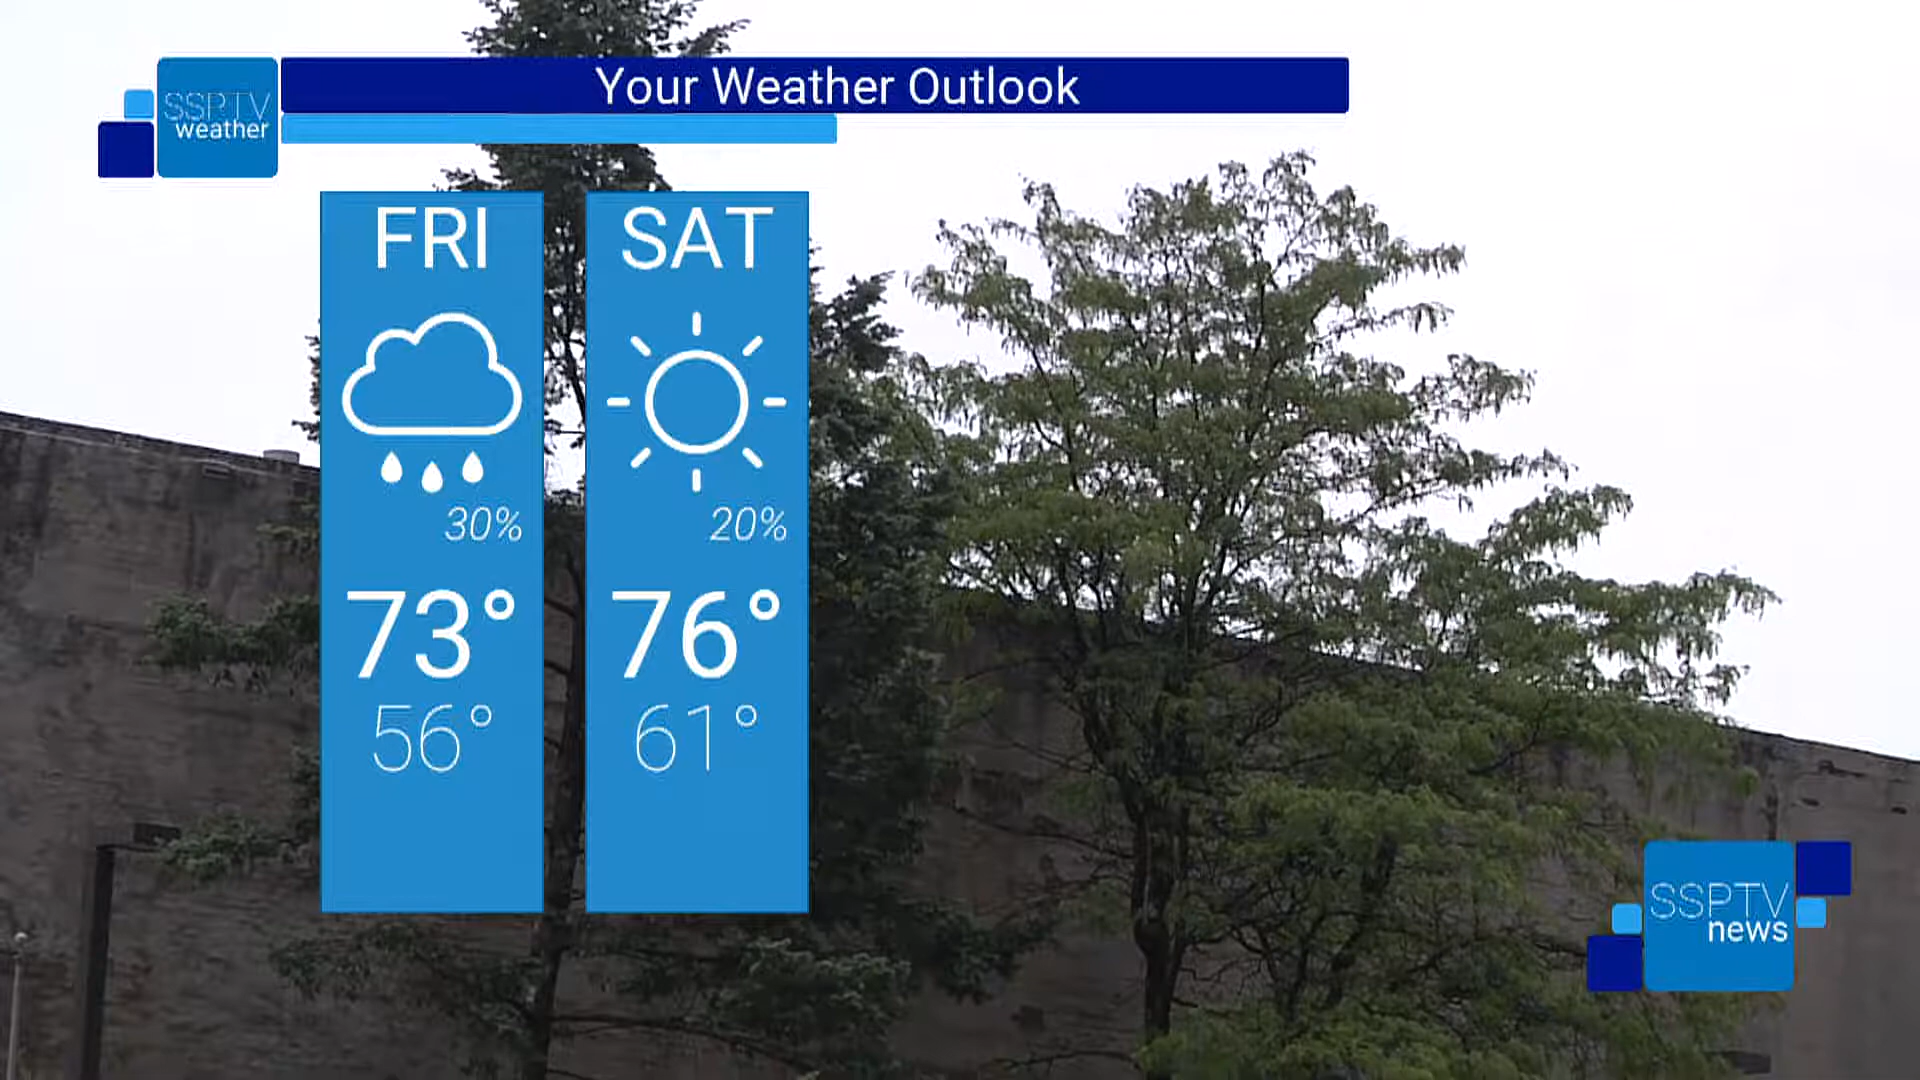 SSPTV
weather
Your Weather Outlook
FRI
30%
73°
56°
SAT
20%
76°
61°
SSPTV
news